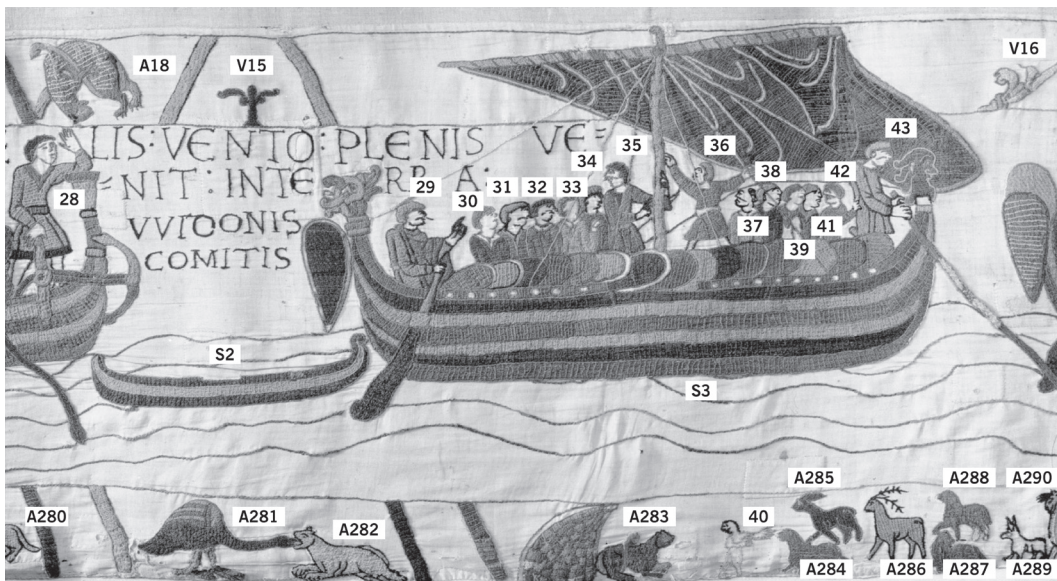 A18
V15
V16
LIS:VENTO:PLENIS VE=
=NIT:INTE RRA·
VVIDONIS
COMITIS
28
29
30
31
32
33
34
35
36
37
38
39
41
42
43
S2
S3
A280
A281
A282
A283
40
A285
A284
A286
A288
A287
A290
A289